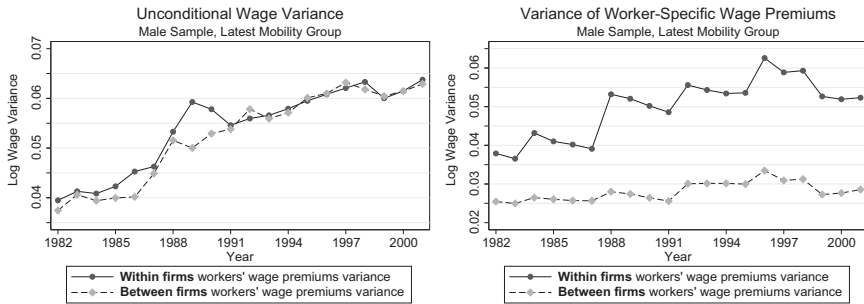 Unconditional Wage Variance
Male Sample, Latest Mobility Group
Log Wage Variance
0.07
0.06
0.05
0.04
1982 1985 1988 1991 1994 1997 2000
Year
Within firms workers' wage premiums variance
Between firms workers' wage premiums variance
Variance of Worker-Specific Wage Premiums
Male Sample, Latest Mobility Group
Log Wage Variance
0.06
0.05
0.04
0.03
0.02
1982 1985 1988 1991 1994 1997 2000
Year
Within firms workers' wage premiums variance
Between firms workers' wage premiums variance